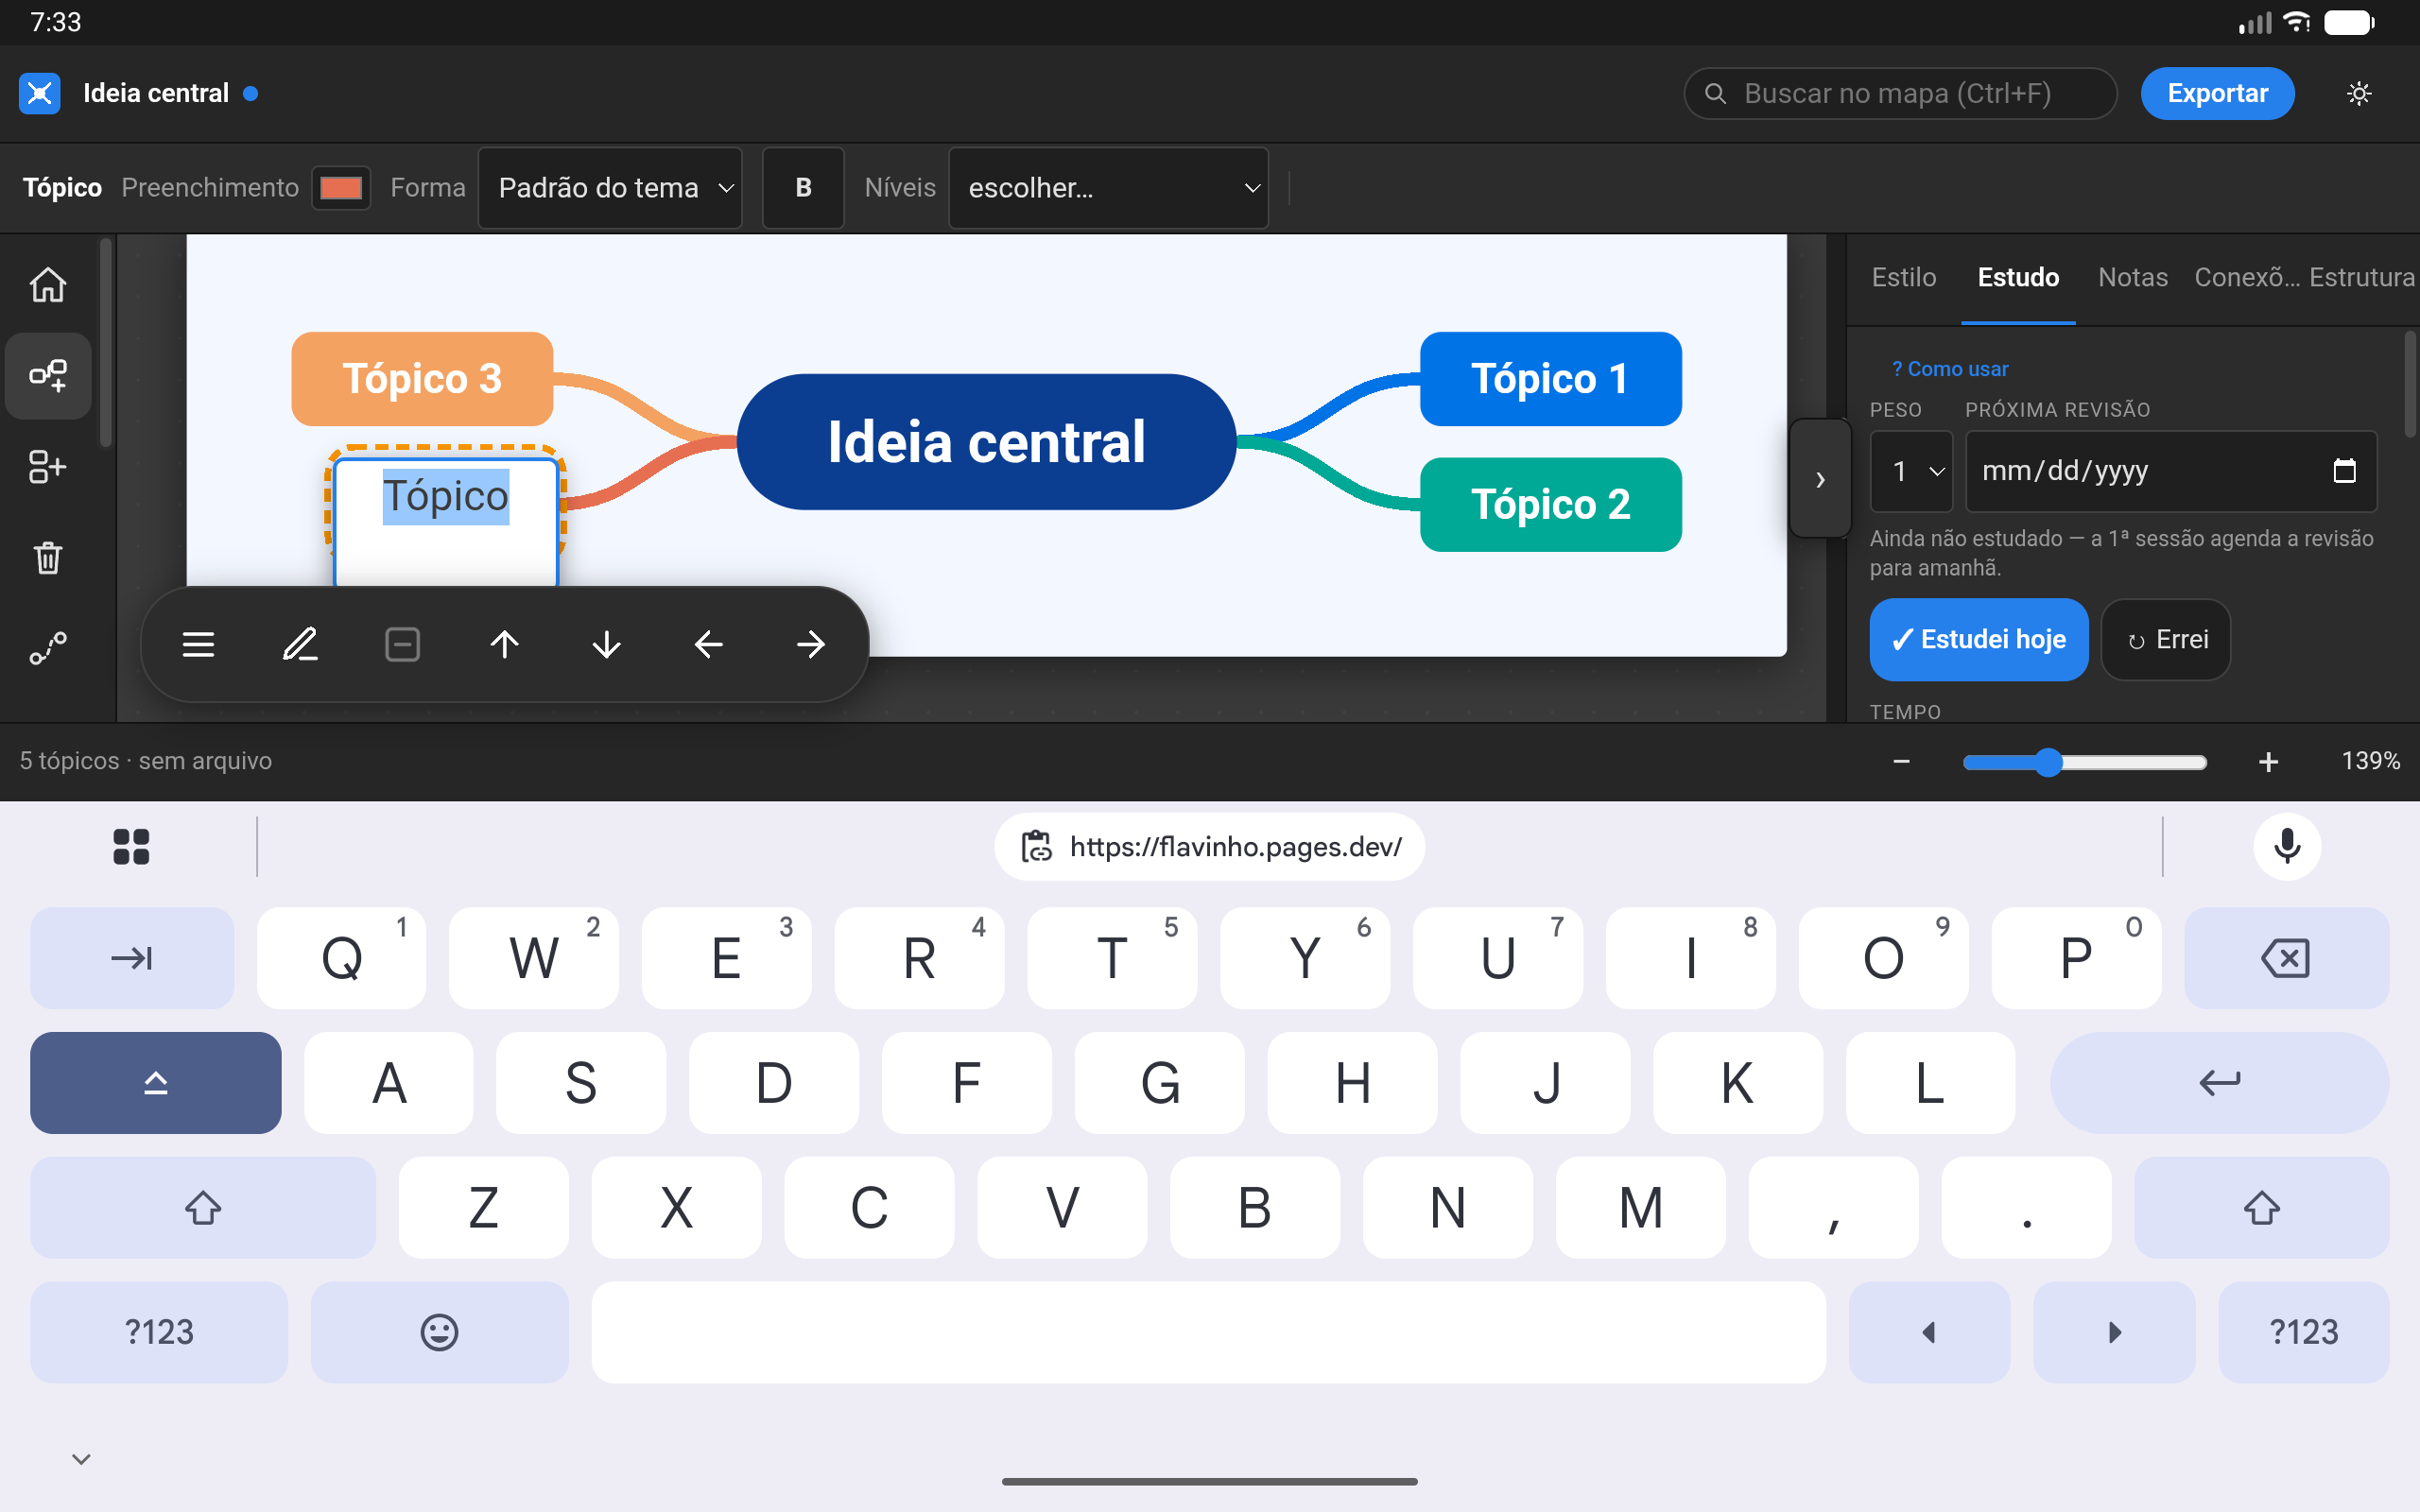 7:33
Ideia central
Buscar no mapa (Ctrl+F)
Exportar
Tópico
Preenchimento
Forma
Padrão do tema
B
Níveis
escolher...
Estilo
Estudo
Notas
Conexõ...
Estrutura
Tópico 3
Tópico
Ideia central
Tópico 1
Tópico 2
? Como usar
PESO
PRÓXIMA REVISÃO
1
mm/dd/yyyy
Ainda não estudado — a 1ª sessão agenda a revisão
para amanhã.
✓ Estudei hoje
↻ Errei
TEMPO
5 tópicos · sem arquivo
139%
https://flavinho.pages.dev/
Q 1 W 2 E 3 R 4 T 5 Y 6 U 7 I 8 O 9 P 0
A S D F G H J K L
Z X C V B N M , .
?123
?123